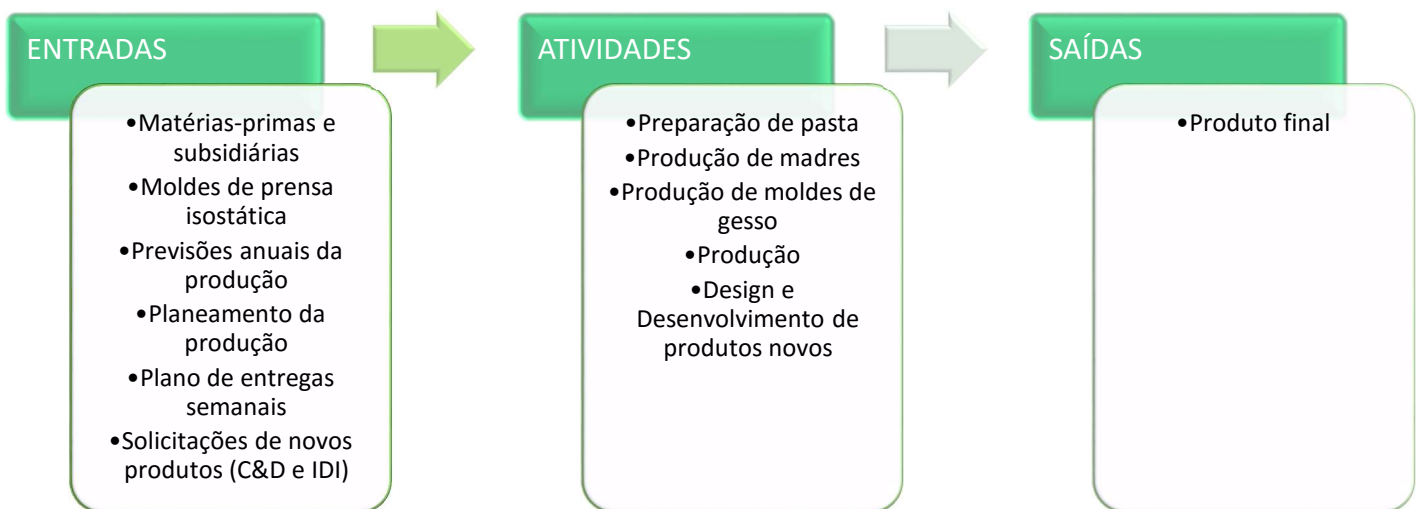 ENTRADAS
•Matérias-primas e
subsidiárias
•Moldes de prensa
isostática
•Previsões anuais da
produção
•Planeamento da
produção
•Plano de entregas
semanais
•Solicitações de novos
produtos (C&D e IDI)
ATIVIDADES
•Preparação de pasta
•Produção de madres
•Produção de moldes de
gesso
•Produção
•Design e
Desenvolvimento de
produtos novos
SAÍDAS
•Produto final